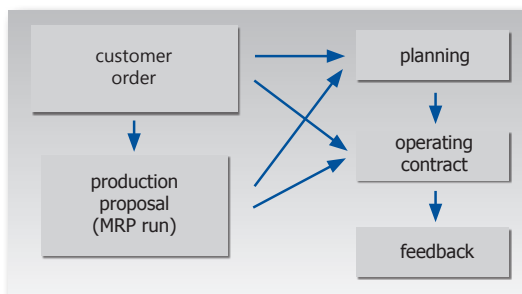 customer
order
planning
production
proposal
(MRP run)
operating
contract
feedback